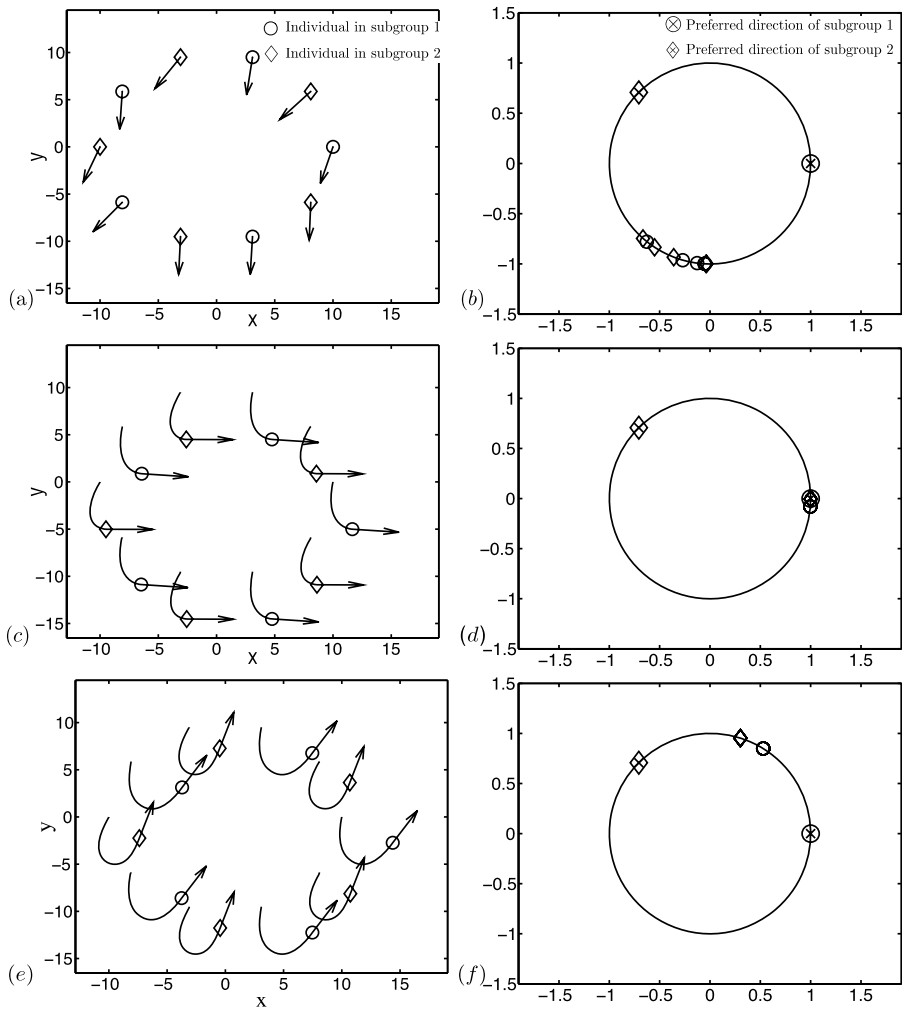 Individual in subgroup 1
Individual in subgroup 2
10
5
0
−5
−10
−15
y
−10 −5 0 5 10 15
x
(a)
Preferred direction of subgroup 1
Preferred direction of subgroup 2
1.5
1
0.5
0
−0.5
−1
−1.5
−1.5 −1 −0.5 0 0.5 1 1.5
(b)
10
5
0
−5
−10
−15
y
−10 −5 0 5 10 15
x
(c)
1.5
1
0.5
0
−0.5
−1
−1.5
−1.5 −1 −0.5 0 0.5 1 1.5
(d)
10
5
0
−5
−10
−15
y
−10 −5 0 5 10 15
x
(e)
1.5
1
0.5
0
−0.5
−1
−1.5
−1.5 −1 −0.5 0 0.5 1 1.5
(f)